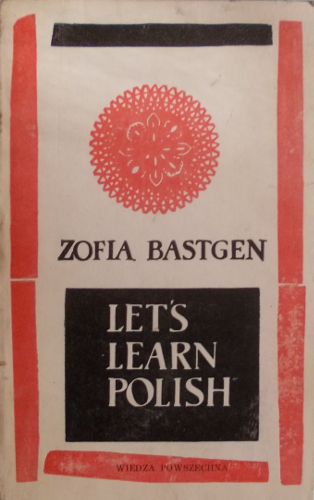 ZOFIA BASTGEN
LET'S
LEARN
POLISH
WIEDZA POWSZECHNA